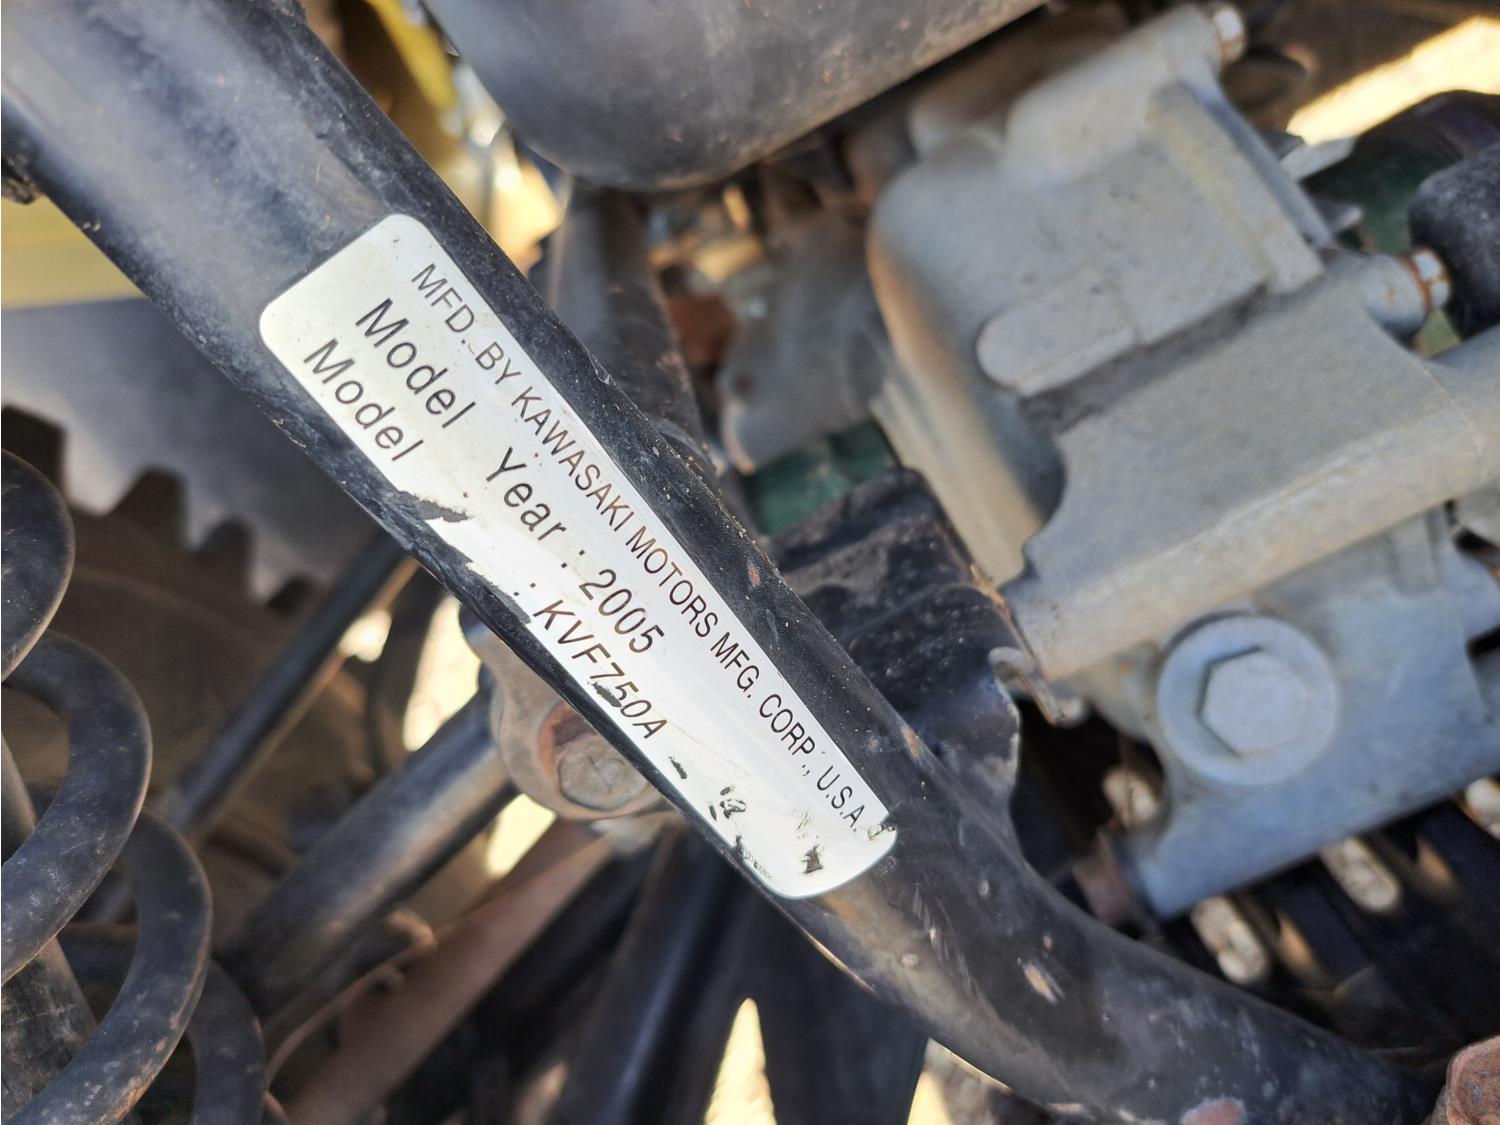 MFD. BY KAWASAKI MOTORS MFG. CORP., U.S.A.
Model Year : 2005
Model : KVF750A